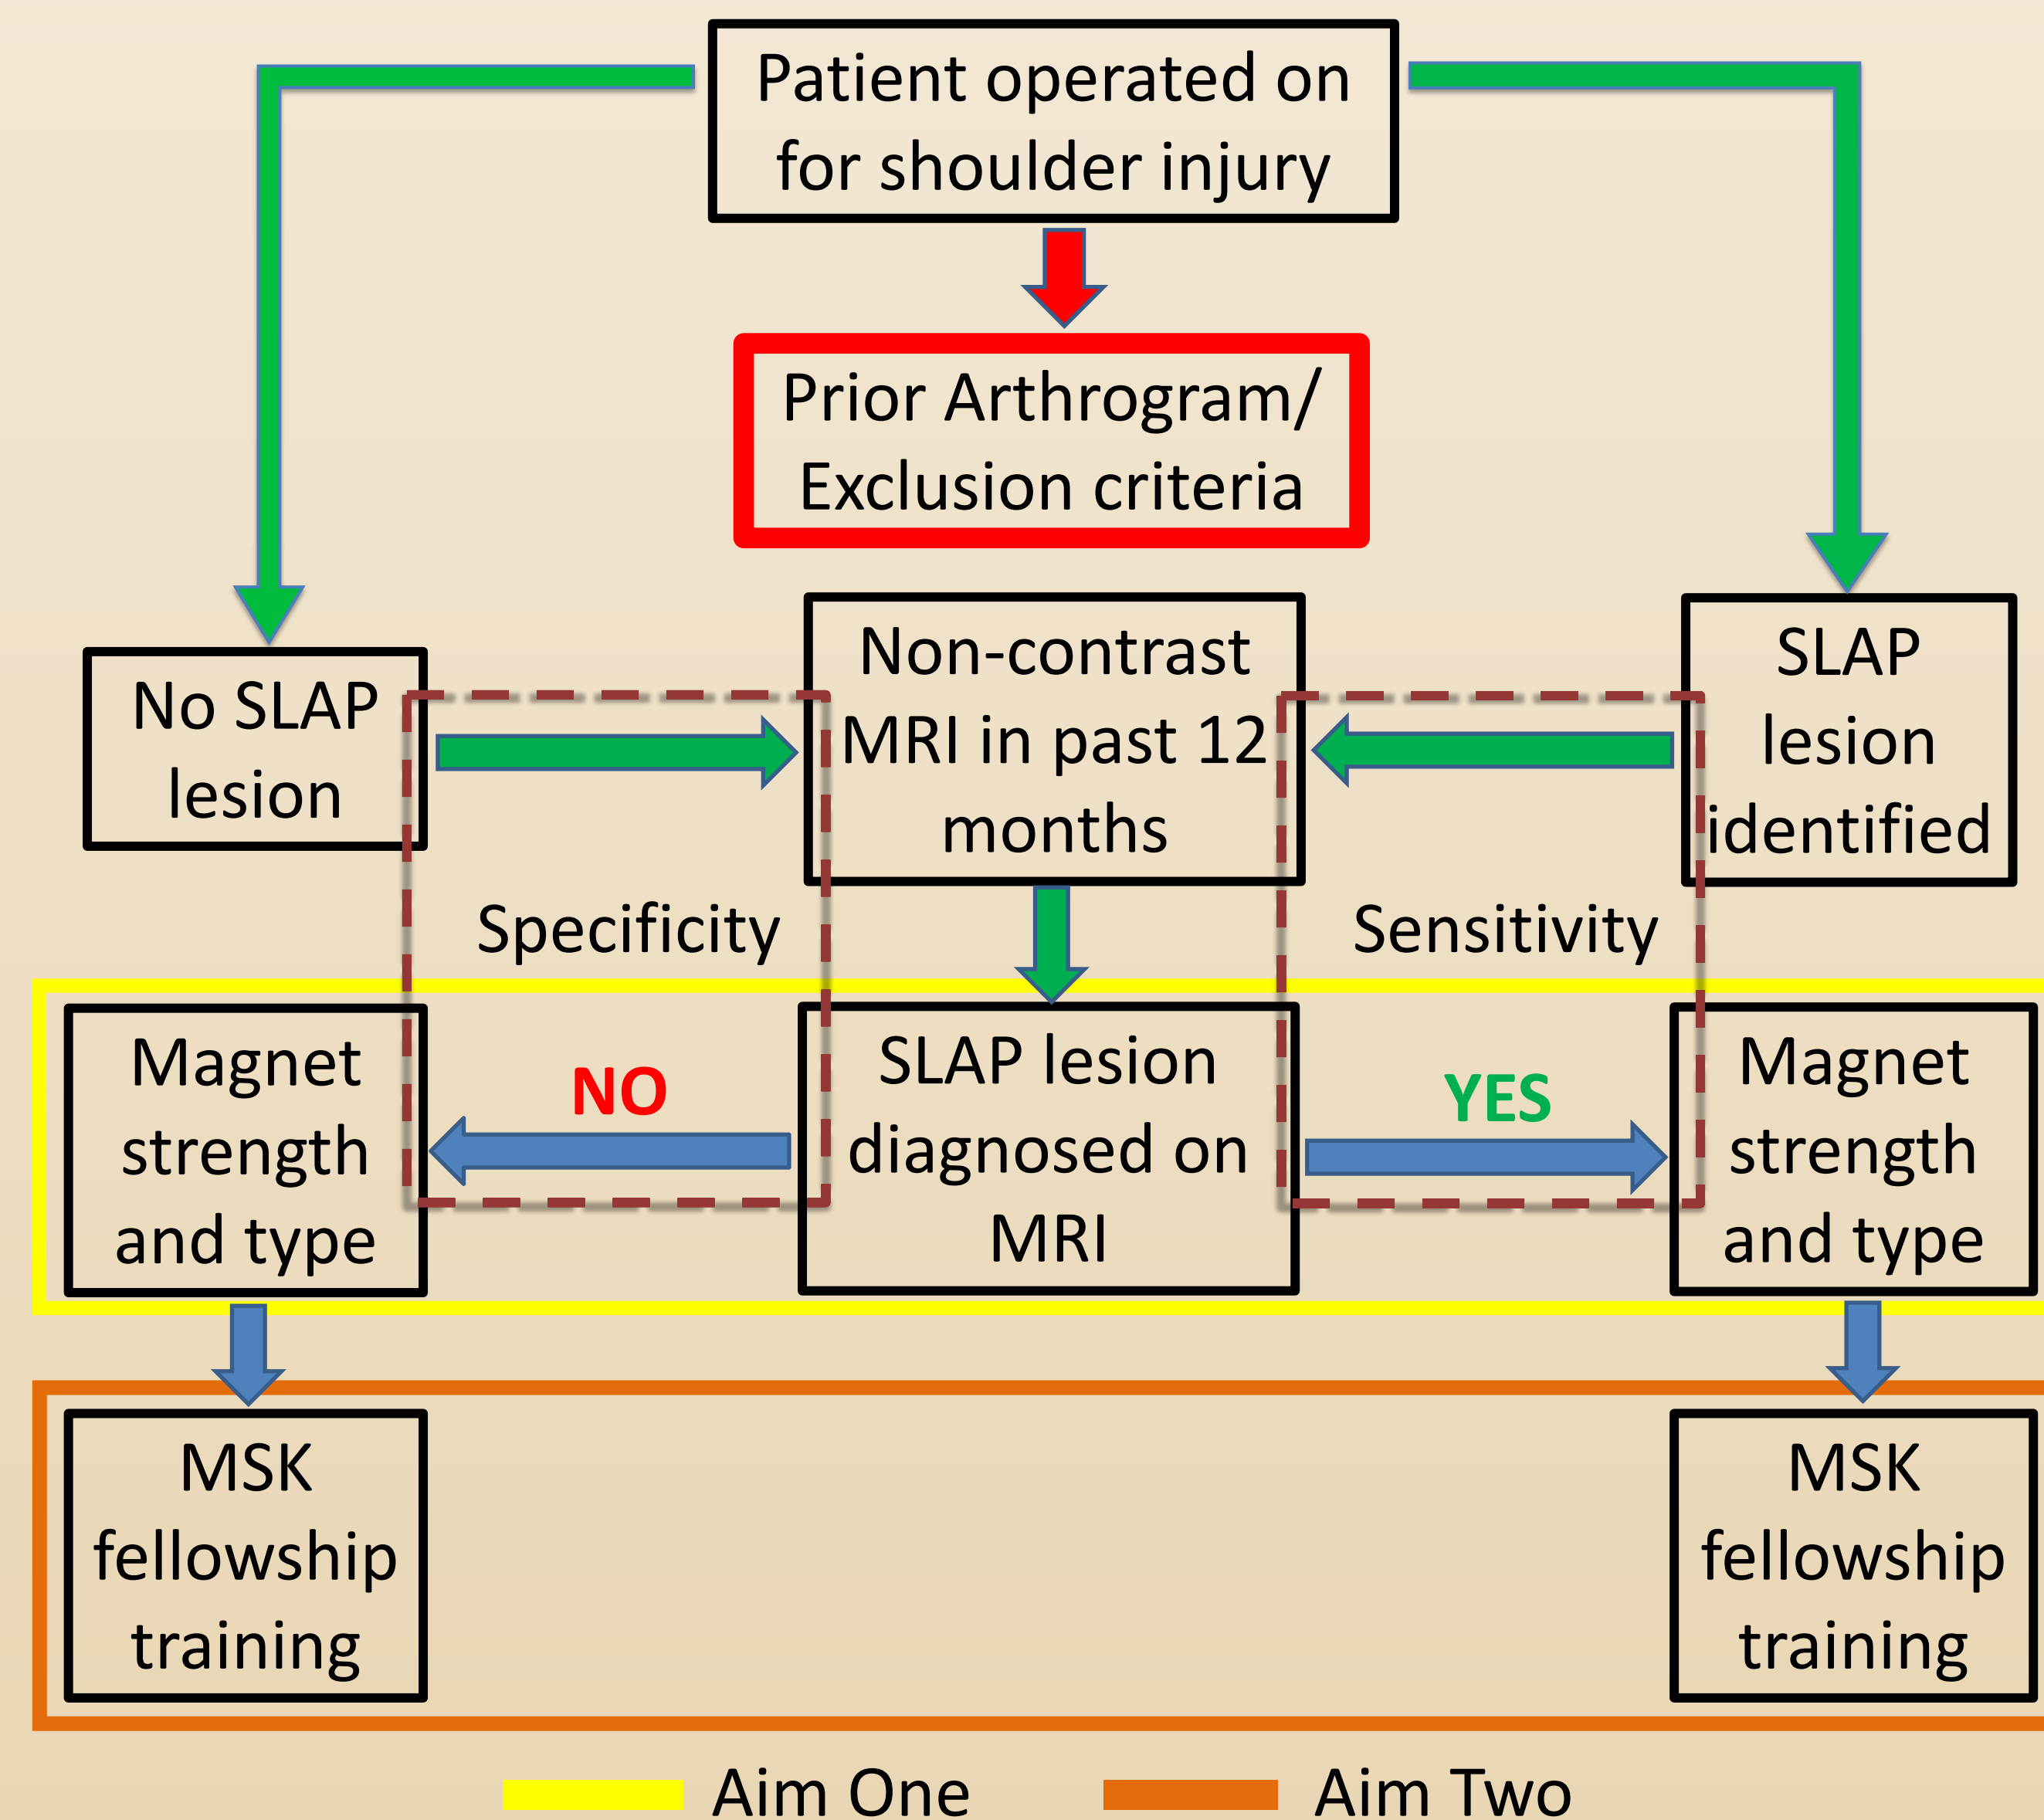 Patient operated on
for shoulder injury
Prior Arthrogram/
Exclusion criteria
No SLAP
lesion
Non-contrast
MRI in past 12
months
SLAP
lesion
identified
Specificity
Sensitivity
Magnet
strength
and type
NO
SLAP lesion
diagnosed on
MRI
YES
Magnet
strength
and type
MSK
fellowship
training
MSK
fellowship
training
Aim One
Aim Two